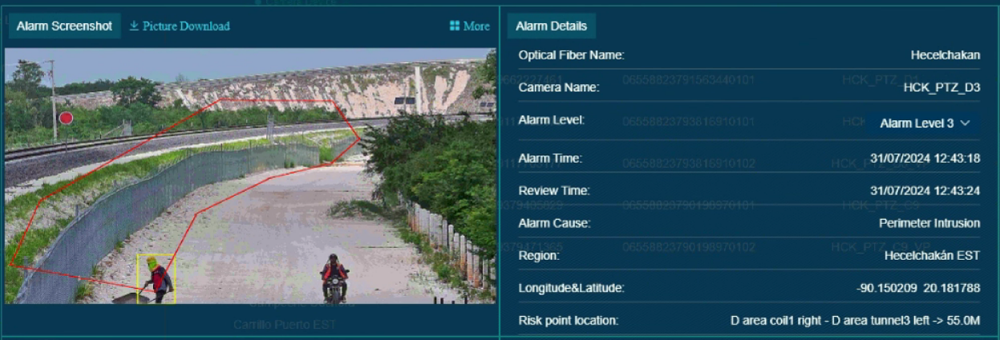 Alarm Screenshot
Picture Download
More
Alarm Details
Optical Fiber Name: Hecelchakan
Camera Name: HCK_PTZ_D3
Alarm Level: Alarm Level 3
Alarm Time: 31/07/2024 12:43:18
Review Time: 31/07/2024 12:43:24
Alarm Cause: Perimeter Intrusion
Region: Hecelchakán EST
Longitude&Latitude: -90.150209 20.181788
Risk point location: D area coil1 right - D area tunnel3 left -> 55.0M
Carrillo Puerto EST